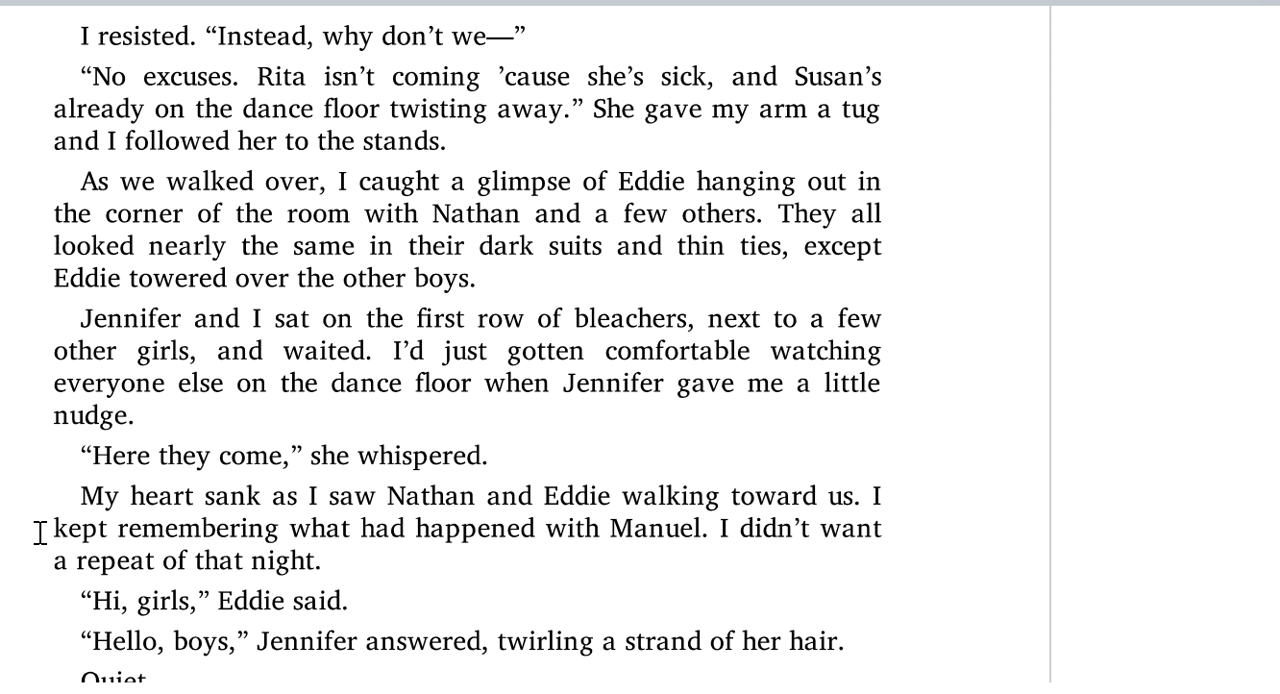 I resisted. “Instead, why don’t we—”
“No excuses. Rita isn’t coming ’cause she’s sick, and Susan’s
already on the dance floor twisting away.” She gave my arm a tug
and I followed her to the stands.
As we walked over, I caught a glimpse of Eddie hanging out in
the corner of the room with Nathan and a few others. They all
looked nearly the same in their dark suits and thin ties, except
Eddie towered over the other boys.
Jennifer and I sat on the first row of bleachers, next to a few
other girls, and waited. I’d just gotten comfortable watching
everyone else on the dance floor when Jennifer gave me a little
nudge.
“Here they come,” she whispered.
My heart sank as I saw Nathan and Eddie walking toward us. I
kept remembering what had happened with Manuel. I didn’t want
a repeat of that night.
“Hi, girls,” Eddie said.
“Hello, boys,” Jennifer answered, twirling a strand of her hair.
Quiet